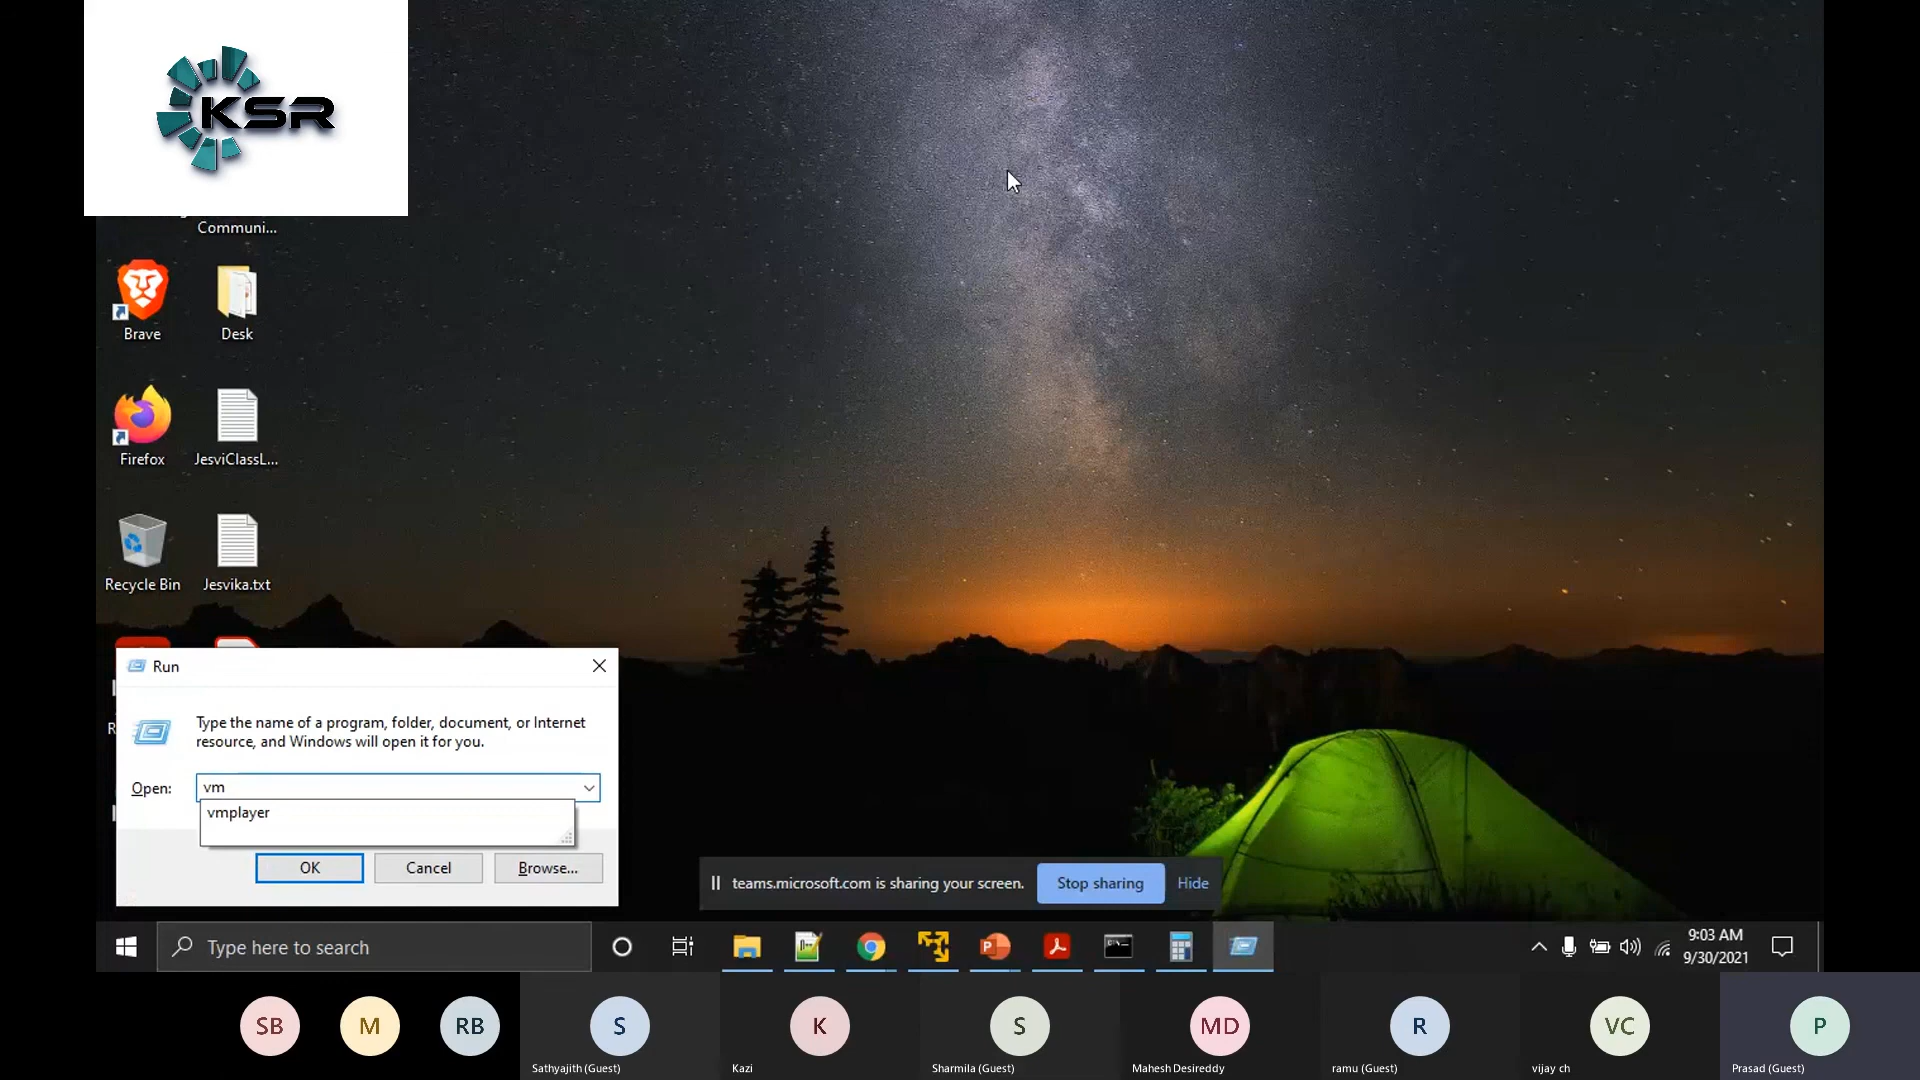 KSR
Communi...
Brave
Desk
Firefox
JesviClassL...
Recycle Bin
Jesvika.txt
Run
Type the name of a program, folder, document, or Internet
resource, and Windows will open it for you.
Open:
vm
vmplayer
OK
Cancel
Browse...
teams.microsoft.com is sharing your screen.
Stop sharing
Hide
Type here to search
9:03 AM
9/30/2021
SB
M
RB
S
K
S
MD
R
VC
P
Sathyajith (Guest)
Kazi
Sharmila (Guest)
Mahesh Desireddy
ramu (Guest)
vijay ch
Prasad (Guest)